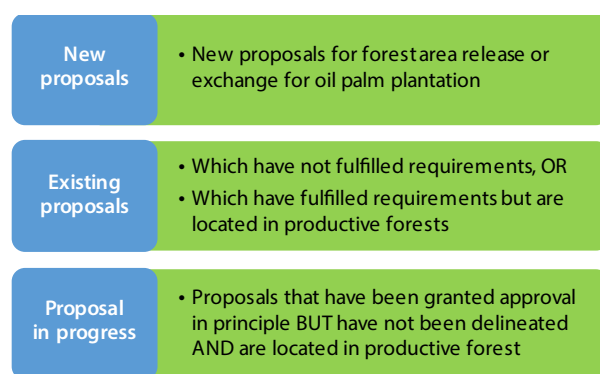 New
proposals
• New proposals for forest area release or
exchange for oil palm plantation
Existing
proposals
• Which have not fulfilled requirements, OR
• Which have fulfilled requirements but are
located in productive forests
Proposal
in progress
• Proposals that have been granted approval
in principle BUT have not been delineated
AND are located in productive forest